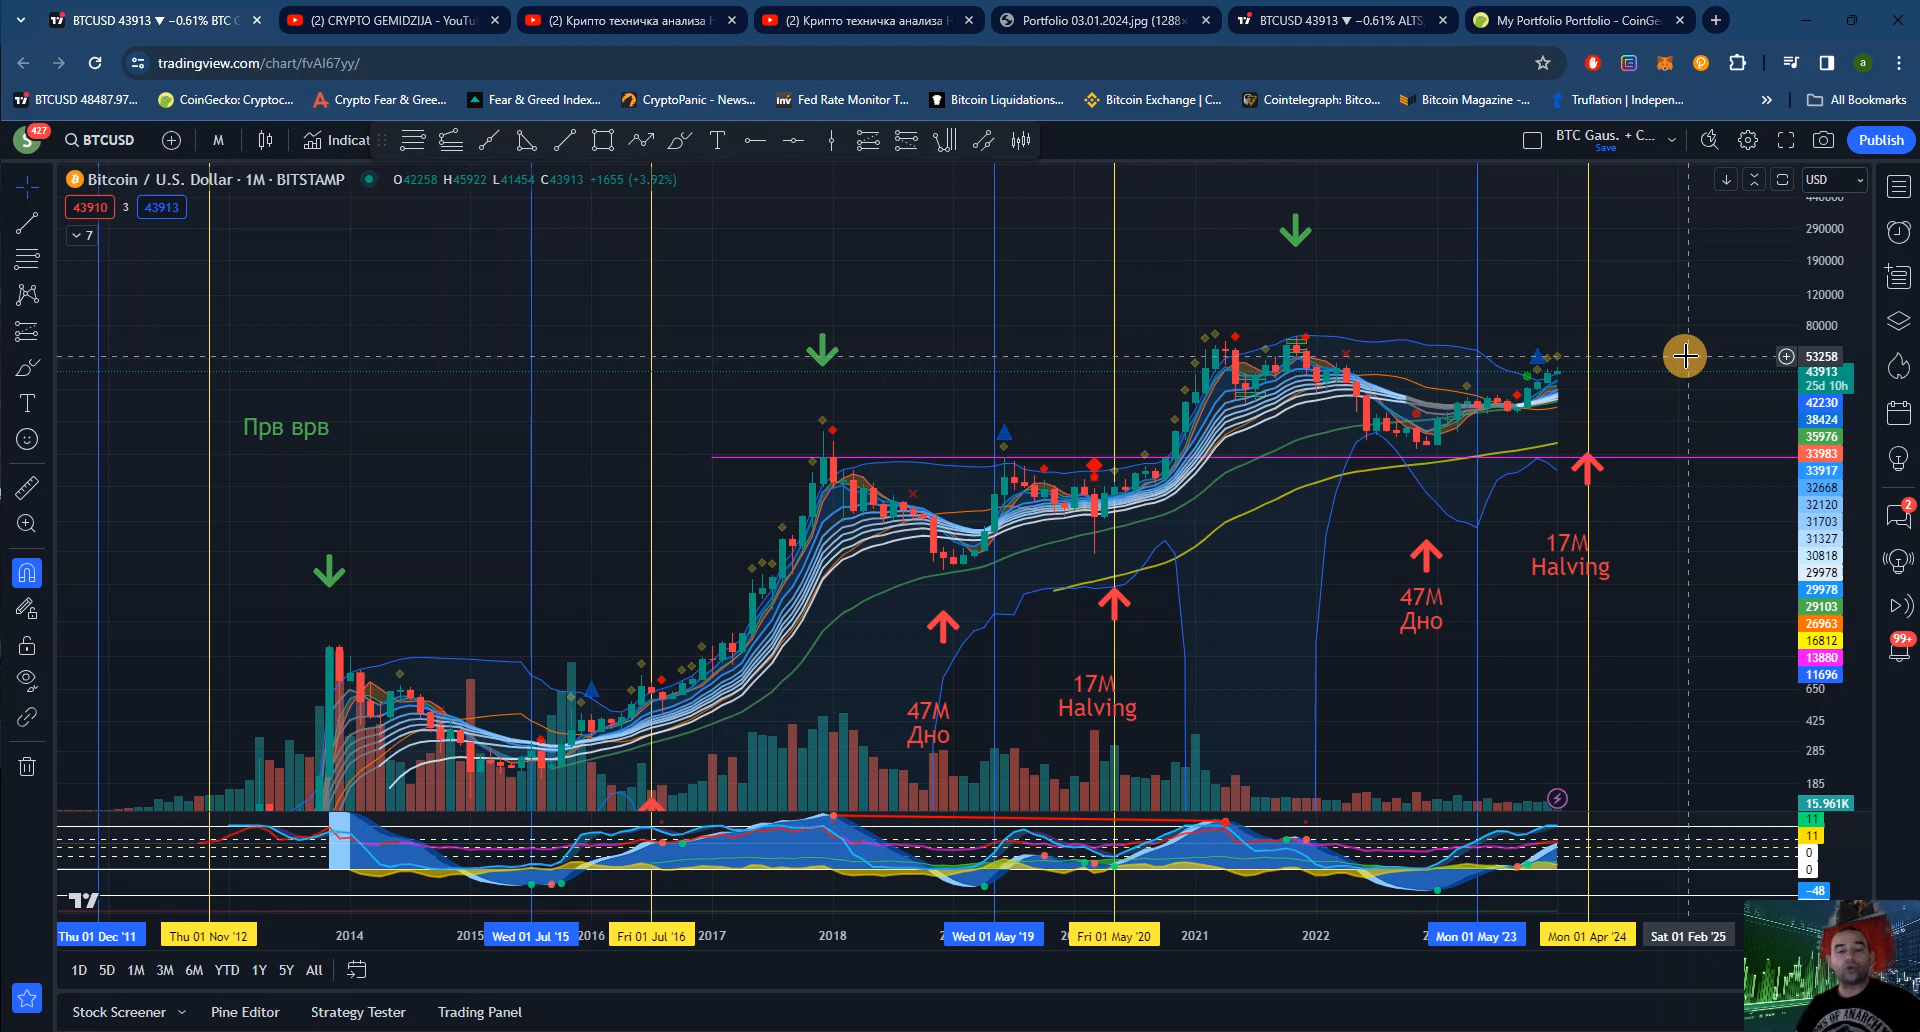 BTCUSD 43913 ▼ −0.61% BTC G
(2) CRYPTO GEMIDZIJA - YouTu
(2) Крипто техничка анализа Н
(2) Крипто техничка анализа Н
Portfolio 03.01.2024.jpg (1288×
BTCUSD 43913 ▼ −0.61% ALTS
My Portfolio Portfolio - CoinGe
tradingview.com/chart/fvAl67yy/
a
BTCUSD 48487.97...
CoinGecko: Cryptoc...
Crypto Fear & Gree...
Fear & Greed Index...
CryptoPanic - News...
Inv Fed Rate Monitor T...
Bitcoin Liquidations...
Bitcoin Exchange | C...
Cointelegraph: Bitco...
Bitcoin Magazine -...
Truflation | Indepen...
All Bookmarks
S 427
BTCUSD
M
Indicat
BTC Gaus. + C...
Save
Publish
Bitcoin / U.S. Dollar · 1M · BITSTAMP
O42258 H45922 L41454 C43913 +1655 (+3.92%)
USD
43910 3 43913
7
440000
290000
190000
120000
80000
53258
43913
25d 10h
42230
38424
35976
33983
33917
32668
32120
31703
31327
30818
29978
29978
29103
26963
16812
13880
11696
650
425
285
185
15.961K
11
11
0
0
−48
Прв врв
47M
Дно
17M
Halving
47M
Дно
17M
Halving
2
99+
Thu 01 Dec '11
Thu 01 Nov '12
2014
2015
Wed 01 Jul '15
2016
Fri 01 Jul '16
2017
2018
Wed 01 May '19
Fri 01 May '20
2021
2022
Mon 01 May '23
Mon 01 Apr '24
Sat 01 Feb '25
1D 5D 1M 3M 6M YTD 1Y 5Y All
Stock Screener
Pine Editor
Strategy Tester
Trading Panel